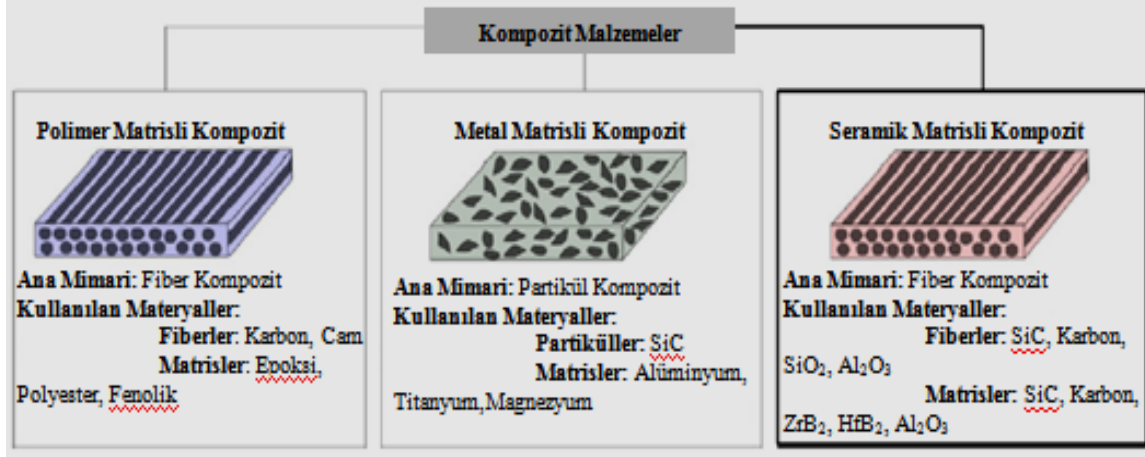 Kompozit Malzemeler
Polimer Matrisli Kompozit
Ana Mimari: Fiber Kompozit
Kullanılan Materyaller:
Fiberler: Karbon, Cam
Matrisler: Epoksi,
Polyester, Fenolik
Metal Matrisli Kompozit
Ana Mimari: Partikül Kompozit
Kullanılan Materyaller:
Partiküller: SiC
Matrisler: Alüminyum,
Titanyum,Magnezyum
Seramik Matrisli Kompozit
Ana Mimari: Fiber Kompozit
Kullanılan Materyaller:
Fiberler: SiC, Karbon,
SiO₂, Al₂O₃
Matrisler: SiC, Karbon,
ZrB₂, HfB₂, Al₂O₃